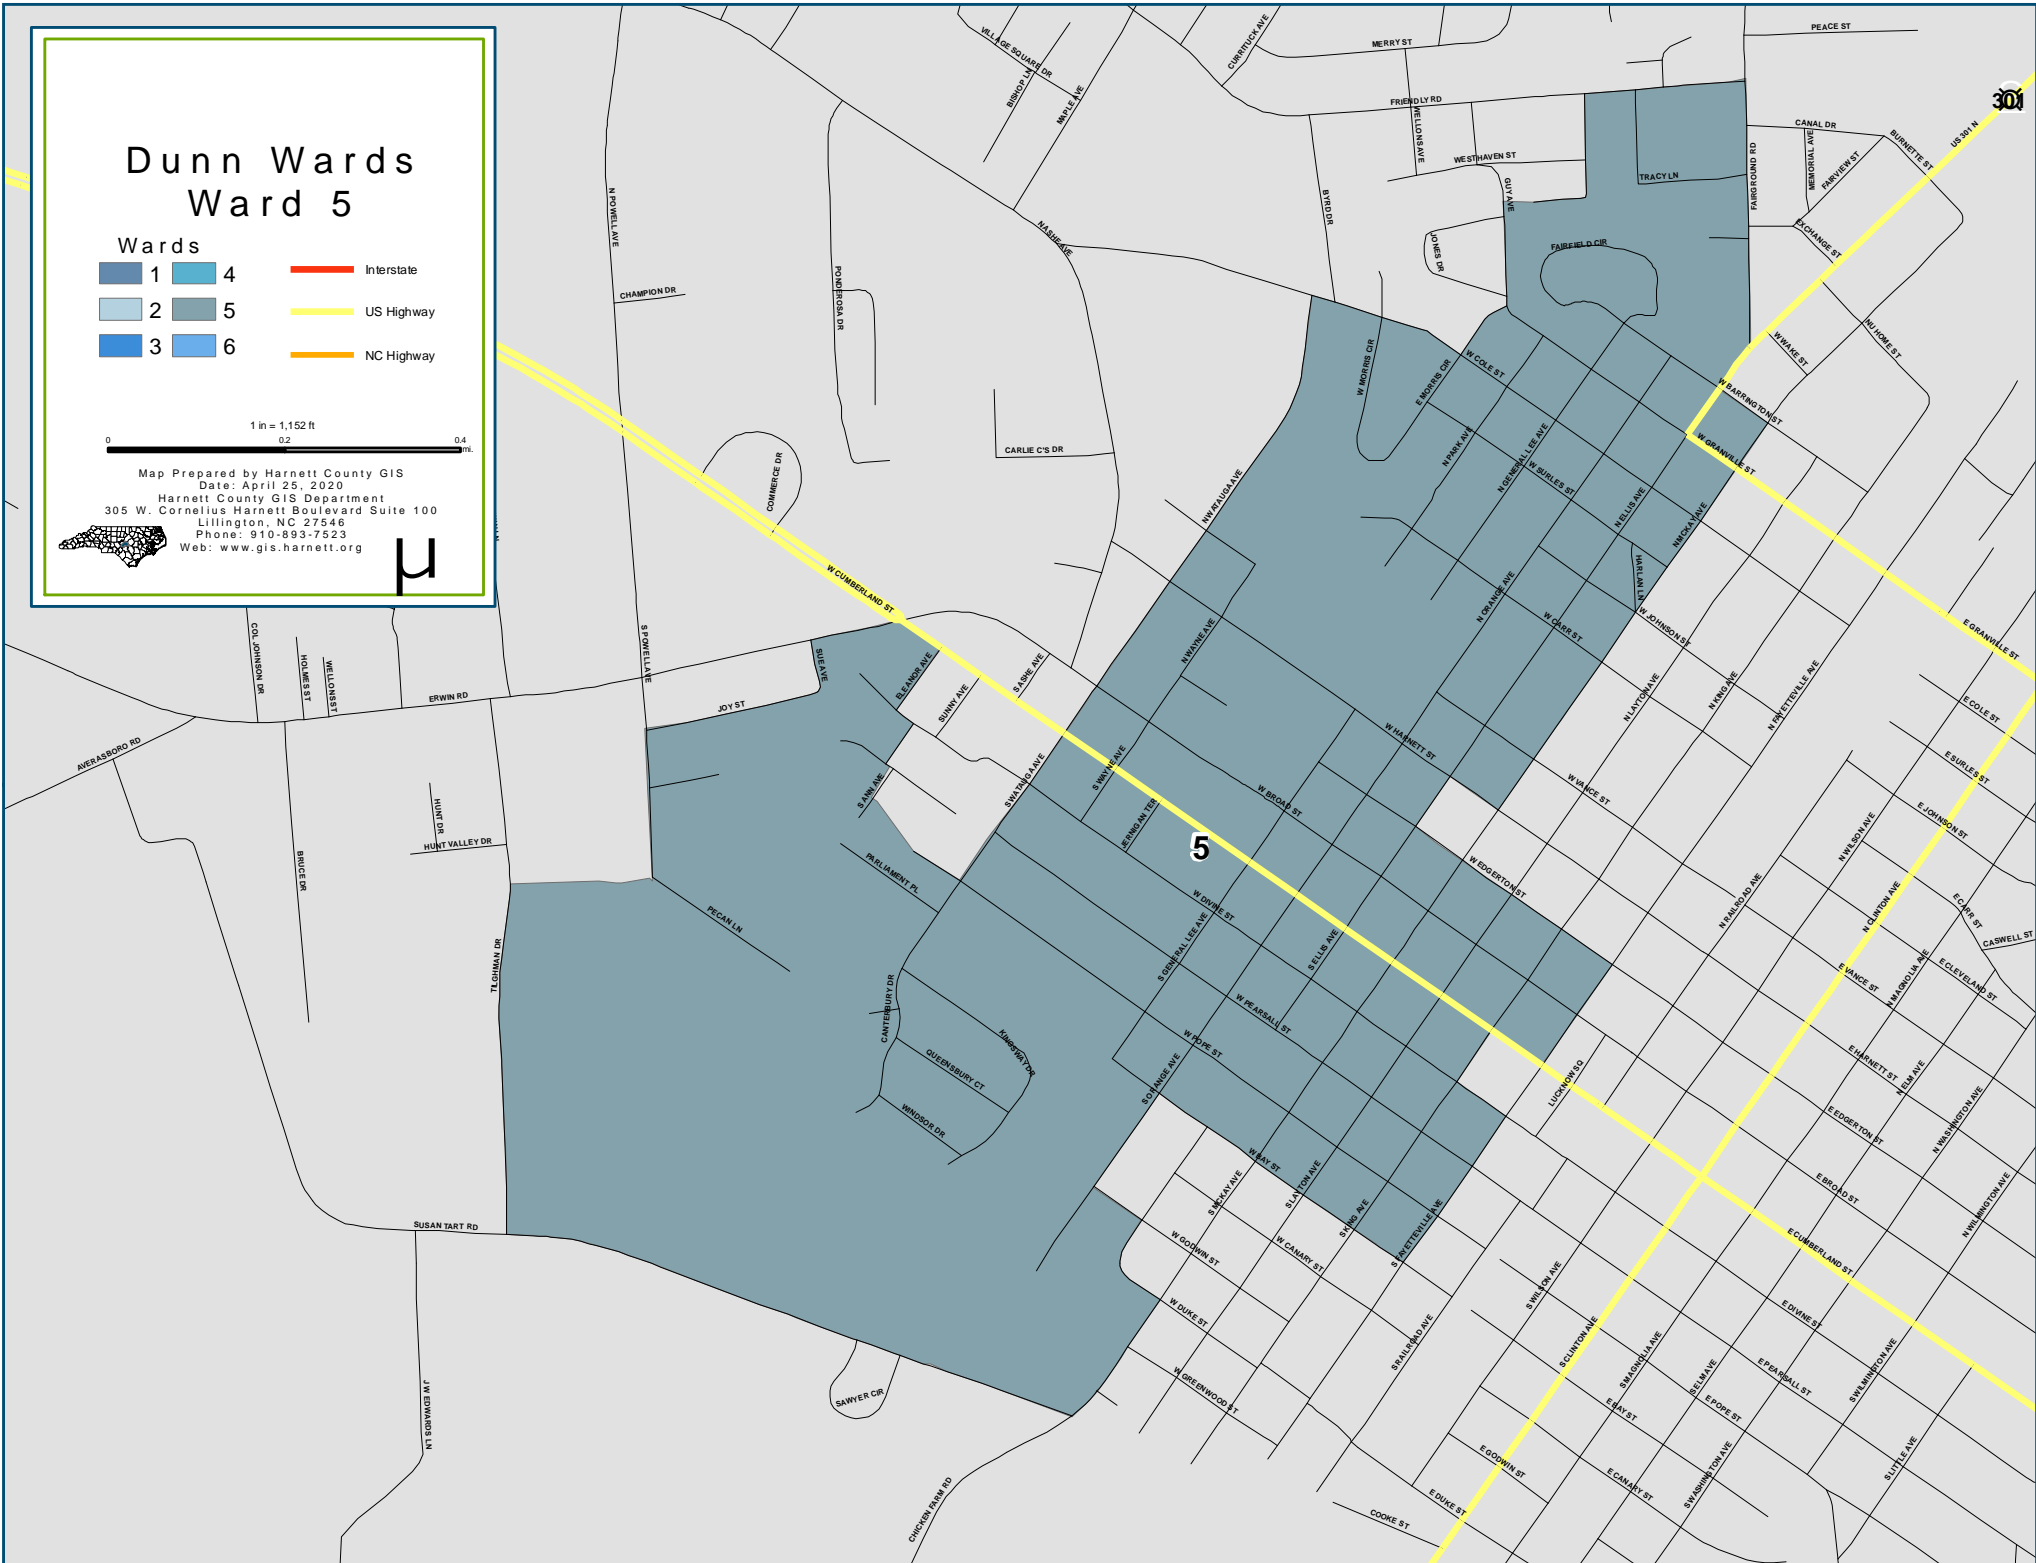 Dunn Wards
Ward 5
Wards
1
4
2
5
3
6
Interstate
US Highway
NC Highway
1 in = 1,152 ft
0
0.2
0.4
mi.
Map Prepared by Harnett County GIS
Date: April 25, 2020
Harnett County GIS Department
305 W. Cornelius Harnett Boulevard Suite 100
Lillington, NC 27546
Phone: 910-893-7523
Web: www.gis.harnett.org
µ
VILLAGE SQUARE DR
BISHOP LN
MAPLE AVE
CURRITUCK AVE
MERRY ST
PEACE ST
301
US 301 N
FRIENDLY RD
WELLONS AVE
WESTHAVEN ST
GUY AVE
TRACY LN
FAIRGROUND RD
CANAL DR
MEMORIAL AVE
FAIRVIEW ST
BURNETTE ST
EXCHANGE ST
N POWELL AVE
NASHE AVE
BYRD DR
JONES DR
FAIRFIELD CIR
CHAMPION DR
PONDEROSA DR
NU HOME ST
W WAKE ST
W MORRIS CIR
E MORRIS CIR
W COLE ST
W BARRINGTON ST
W GRANVILLE ST
CARLIE C'S DR
COMMERCE DR
N PARK AVE
N GENERAL LEE AVE
W SURLES ST
N ELLIS AVE
N MCKAY AVE
N WATAUGA AVE
HARLAN LN
W CUMBERLAND ST
N ORANGE AVE
W CARR ST
W JOHNSON ST
N WAYNE AVE
E GRANVILLE ST
COL JOHNSON DR
HOLMES ST
WELLONS ST
ERWIN RD
S POWELL AVE
SUE AVE
ELEANOR AVE
SUNNY AVE
S ASHE AVE
JOY ST
N LAYTON AVE
N KING AVE
N FAYETTEVILLE AVE
E COLE ST
AVERASBORO RD
W HARNETT ST
E SURLES ST
S ANN AVE
S WATAUGA AVE
S WAYNE AVE
W BROAD ST
W VANCE ST
HUNT DR
HUNT VALLEY DR
JERNIGAN TER
5
N WILSON AVE
E JOHNSON ST
BRUCE DR
PARLIAMENT PL
W EDGERTON ST
N RAILROAD AVE
N CLINTON AVE
E CARR ST
CASWELL ST
PECAN LN
W DIVINE ST
S GENERAL LEE AVE
S ELLIS AVE
TILGHMAN DR
E VANCE ST
N MAGNOLIA AVE
E CLEVELAND ST
CANTERBURY DR
KINGSWAY DR
W PEARSALL ST
QUEENSBURY CT
W POPE ST
S ORANGE AVE
LUCKNOW SQ
E HARNETT ST
N ELM AVE
WINDSOR DR
E EDGERTON ST
N WASHINGTON AVE
W BAY ST
S MCKAY AVE
S LAYTON AVE
S KING AVE
S FAYETTEVILLE AVE
E BROAD ST
N WILMINGTON AVE
SUSAN TART RD
W GODWIN ST
W CANARY ST
E CUMBERLAND ST
W DUKE ST
S WILSON AVE
E DIVINE ST
S RAILROAD AVE
S CLINTON AVE
S MAGNOLIA AVE
S ELM AVE
E PEARSALL ST
S WILMINGTON AVE
SAWYER CIR
W GREENWOOD ST
J W EDWARDS LN
E BAY ST
E POPE ST
S WASHINGTON AVE
S LITTLE AVE
E GODWIN ST
E CANARY ST
E DUKE ST
COOKE ST
CHICKEN FARM RD